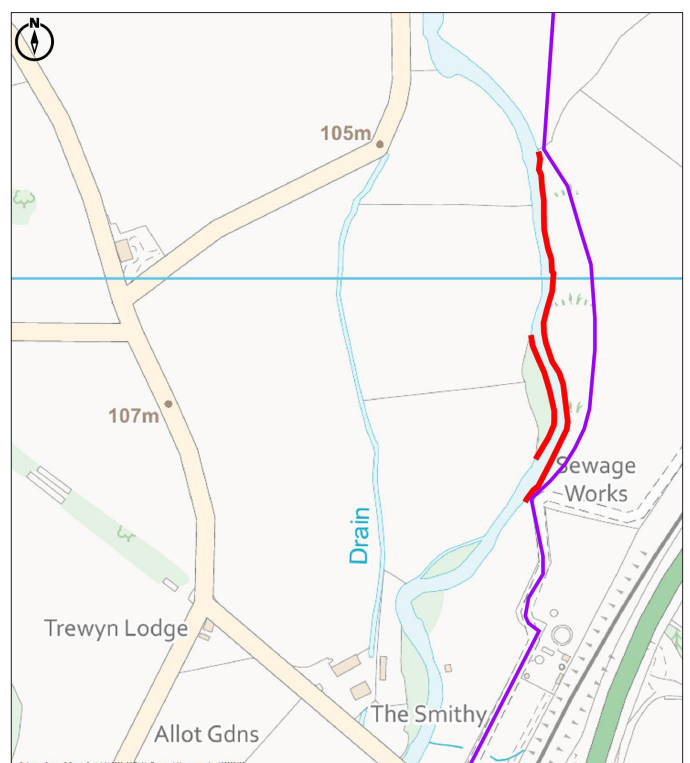 N
105m
107m
Sewage
Works
Drain
Trewyn Lodge
The Smithy
Allot Gdns